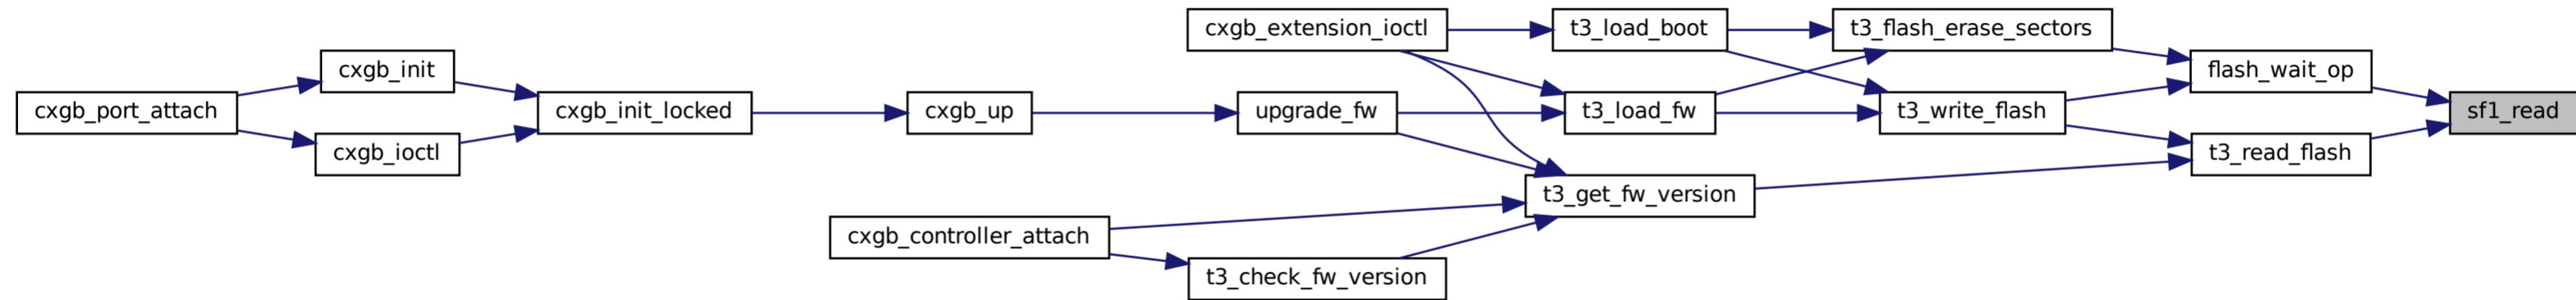 cxgb_port_attach
cxgb_init
cxgb_ioctl
cxgb_init_locked
cxgb_up
cxgb_controller_attach
cxgb_extension_ioctl
upgrade_fw
t3_check_fw_version
t3_load_boot
t3_load_fw
t3_get_fw_version
t3_flash_erase_sectors
t3_write_flash
flash_wait_op
t3_read_flash
sf1_read